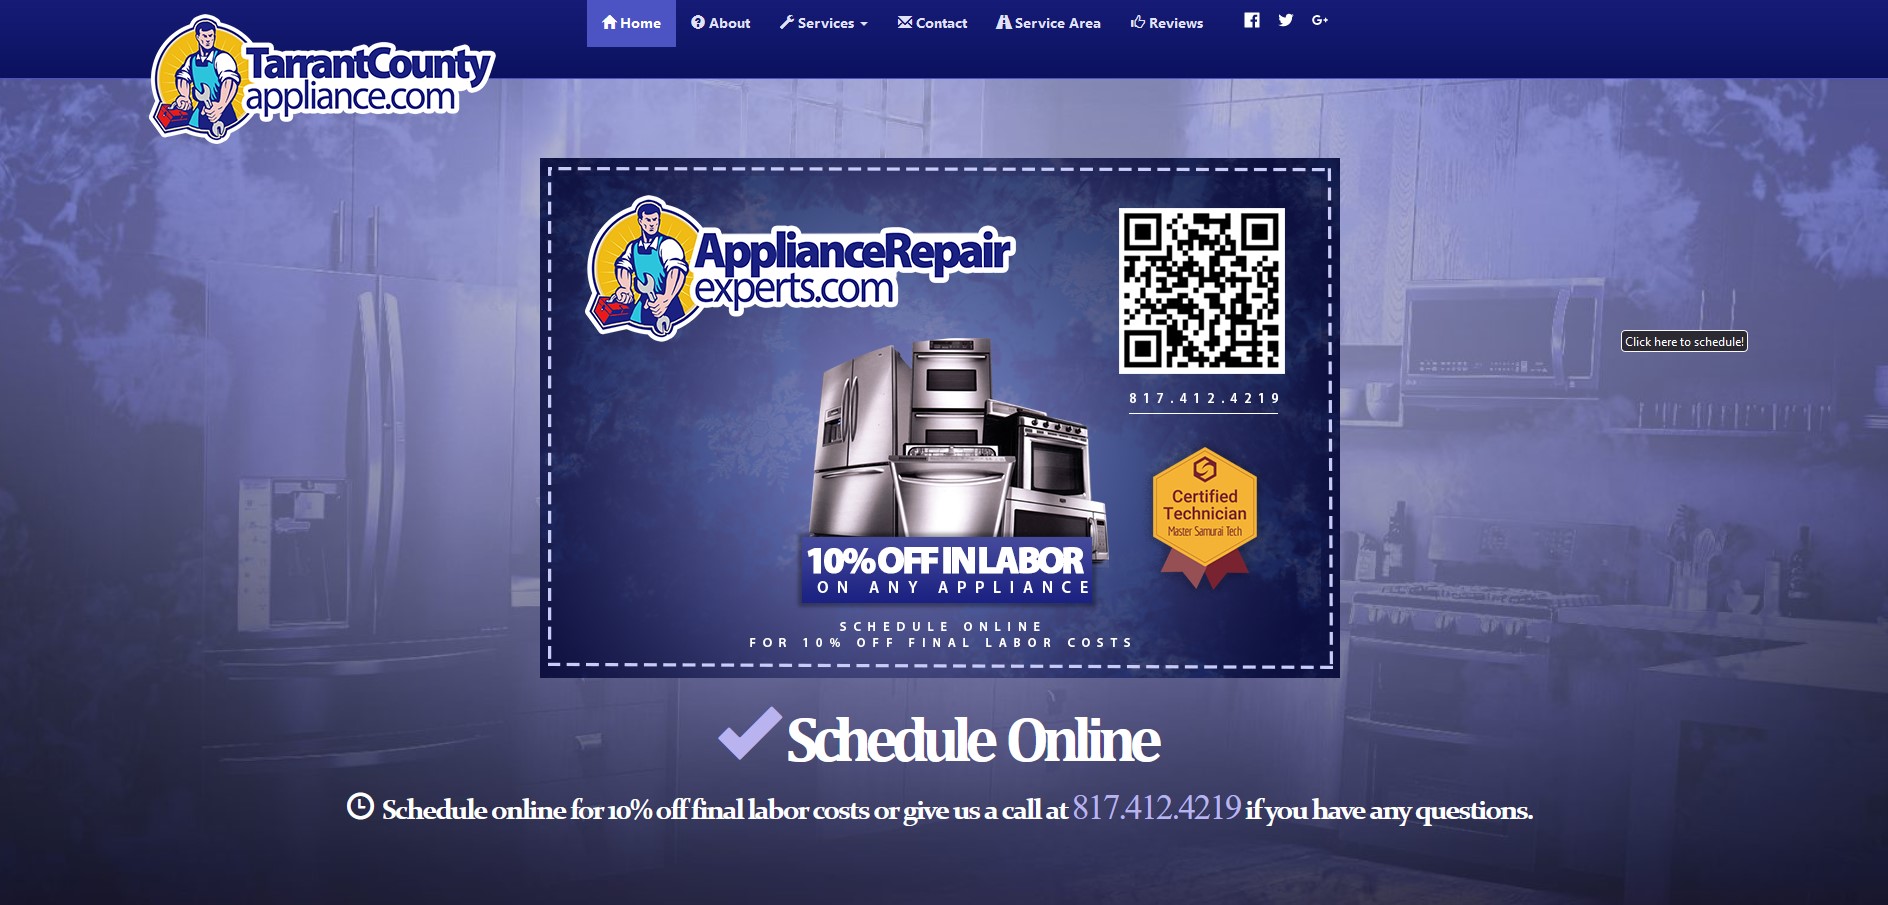 Home
About
Services
Contact
Service Area
Reviews
TarrantCounty
appliance.com
ApplianceRepair
experts.com
Click here to schedule!
817.412.4219
Certified
Technician
Master Samurai Tech
10% OFF IN LABOR
ON ANY APPLIANCE
SCHEDULE ONLINE
FOR 10% OFF FINAL LABOR COSTS
Schedule Online
Schedule online for 10% off final labor costs or give us a call at 817.412.4219 if you have any questions.